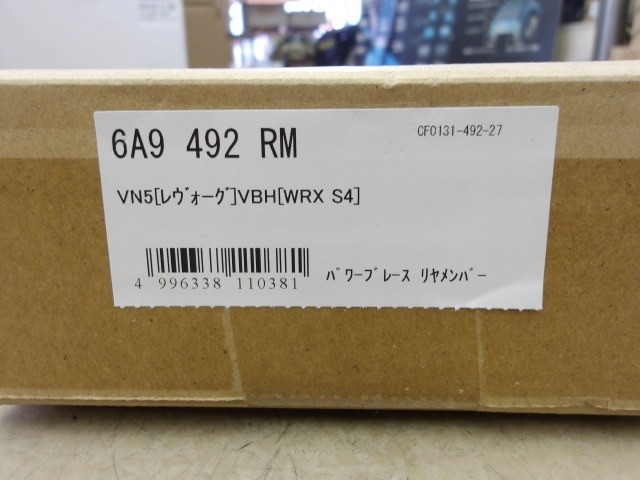 6A9 492 RM
CF0131-492-27
VN5[ﾚｳﾞｫｰｸﾞ]VBH[WRX S4]
4 996338 110381
ﾊﾟﾜｰﾌﾞﾚｰｽ ﾘﾔﾒﾝﾊﾞｰ